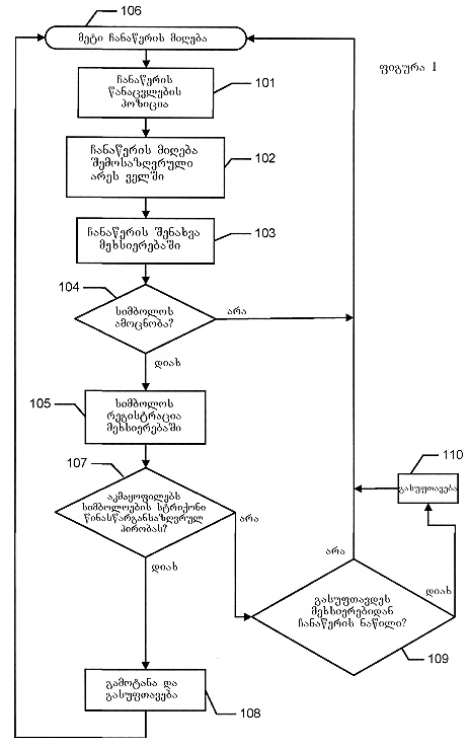 106
მეტი ჩანაწერის მიღება
ფიგურა 1
ჩანაწერის
წანაცვლების
პოზიცია
101
ჩანაწერის მიღება
შემოსაზღვრული
არეს ველში
102
ჩანაწერის შენახვა
მეხსიერებაში
103
104
სიმბოლოს
ამოცნობა?
არა
დიახ
105
სიმბოლოს
რეგისტრაცია
მეხსიერებაში
107
აკმაყოფილებს
სიმბოლოების სტრიქონი
წინასწარგანსაზღვრულ
პირობას?
არა
დიახ
110
გასუფთავება
არა
დიახ
გასუფთავდეს
მეხსიერებიდან
ჩანაწერის ნაწილი?
109
გამოტანა და
გასუფთავება
108